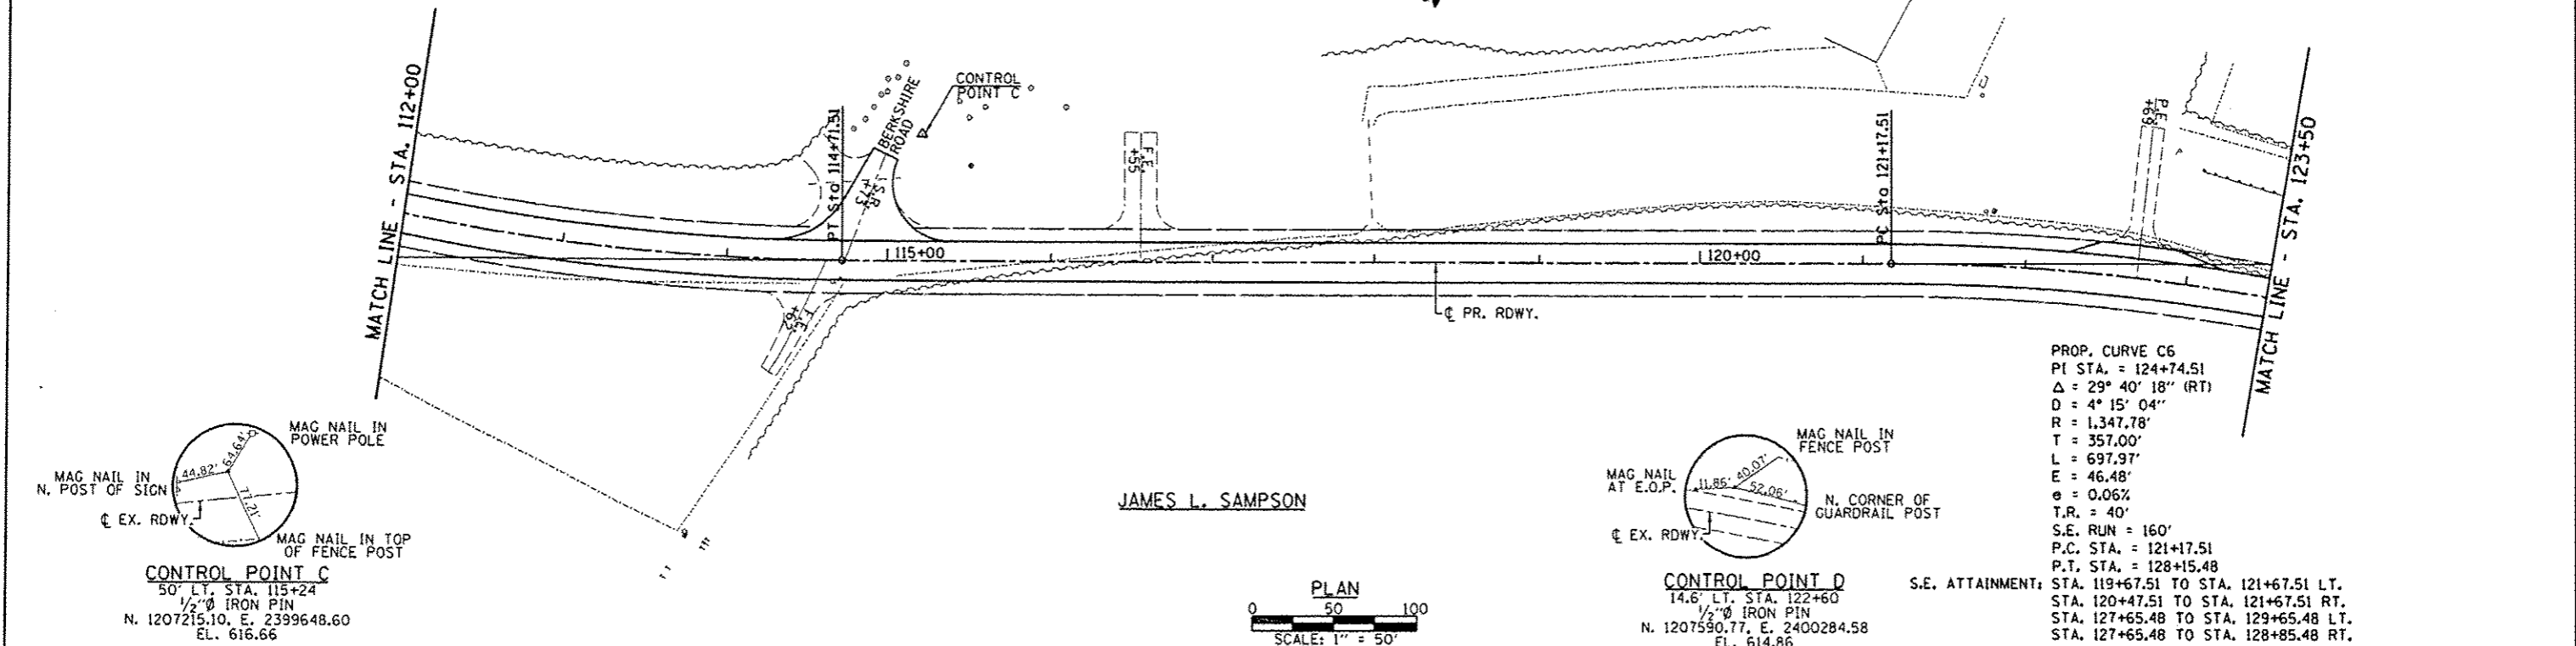 MATCH LINE - STA. 112+00
PT Sta 114+71.51
BERKSHIRE
ROAD
S.R.
+73
CONTROL
POINT C
F.E.
+55
PC Sta 121+17.51
P.E.
+69
MATCH LINE - STA. 123+50
115+00
120+00
F.E.
+62
℄ PR. RDWY.
PROP. CURVE C6
PI STA. = 124+74.51
Δ = 29° 40' 18" (RT)
D = 4° 15' 04"
R = 1,347.78'
T = 357.00'
L = 697.97'
E = 46.48'
e = 0.06%
T.R. = 40'
S.E. RUN = 160'
P.C. STA. = 121+17.51
P.T. STA. = 128+15.48
S.E. ATTAINMENT: STA. 119+67.51 TO STA. 121+67.51 LT.
STA. 120+47.51 TO STA. 121+67.51 RT.
STA. 127+65.48 TO STA. 129+65.48 LT.
STA. 127+65.48 TO STA. 128+85.48 RT.
MAG NAIL IN
POWER POLE
64.64'
44.82'
77.21'
MAG NAIL IN
N. POST OF SIGN
℄ EX. RDWY.
MAG NAIL IN TOP
OF FENCE POST
CONTROL POINT C
50' LT. STA. 115+24
1/2"Ø IRON PIN
N. 1207215.10, E. 2399648.60
EL. 616.66
JAMES L. SAMPSON
PLAN
0 50 100
SCALE: 1" = 50'
MAG NAIL IN
FENCE POST
MAG NAIL
AT E.O.P.
11.86'
40.07'
52.06'
N. CORNER OF
GUARDRAIL POST
℄ EX. RDWY.
CONTROL POINT D
14.6' LT. STA. 122+60
1/2"Ø IRON PIN
N. 1207590.77, E. 2400284.58
EL. 614.86